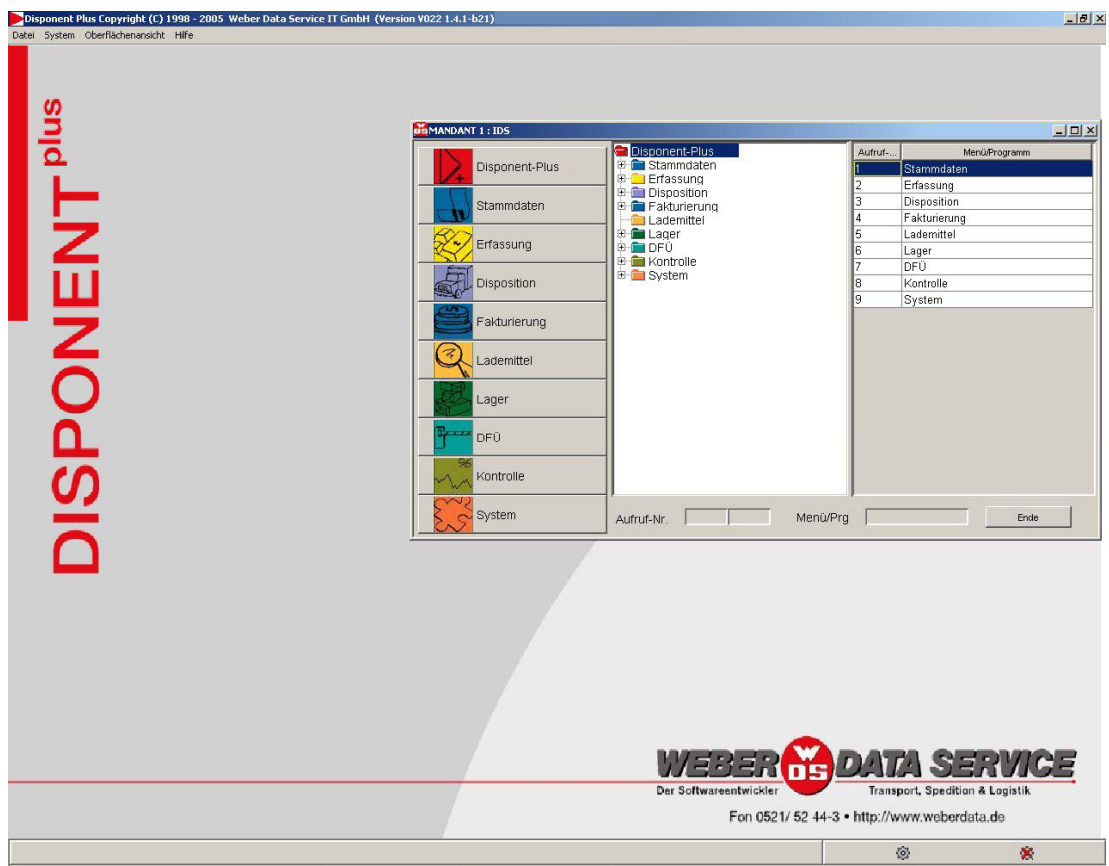 Disponent Plus Copyright (C) 1998 - 2005 Weber Data Service IT GmbH (Version V022 1.4.1-b21)
Datei System Oberflächenansicht Hilfe
DISPONENT plus
MANDANT 1 : IDS
Disponent-Plus
Stammdaten
Erfassung
Disposition
Fakturierung
Lademittel
Lager
DFÜ
Kontrolle
System
Disponent-Plus
Stammdaten
Erfassung
Disposition
Fakturierung
Lademittel
Lager
DFÜ
Kontrolle
System
Aufruf-... Menü/Programm
1 Stammdaten
2 Erfassung
3 Disposition
4 Fakturierung
5 Lademittel
6 Lager
7 DFÜ
8 Kontrolle
9 System
Aufruf-Nr. Menü/Prg Ende
WEBER WDS DATA SERVICE
Der Softwareentwickler Transport, Spedition & Logistik
Fon 0521/ 52 44-3 • http://www.weberdata.de